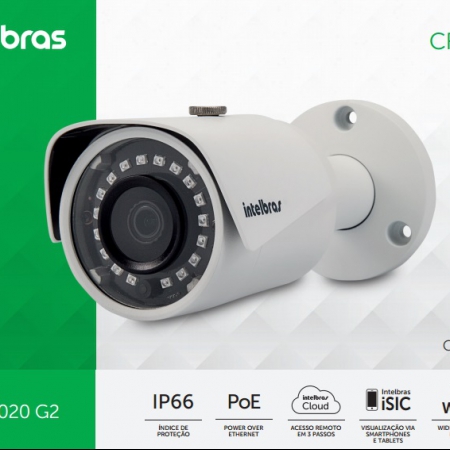 lbras
intelbras
020 G2
IP66
ÍNDICE DE
PROTEÇÃO
PoE
POWER OVER
ETHERNET
intelbras
Cloud
ACESSO REMOTO
EM 3 PASSOS
Intelbras
iSIC
VISUALIZAÇÃO VIA
SMARTPHONES
E TABLETS
WID